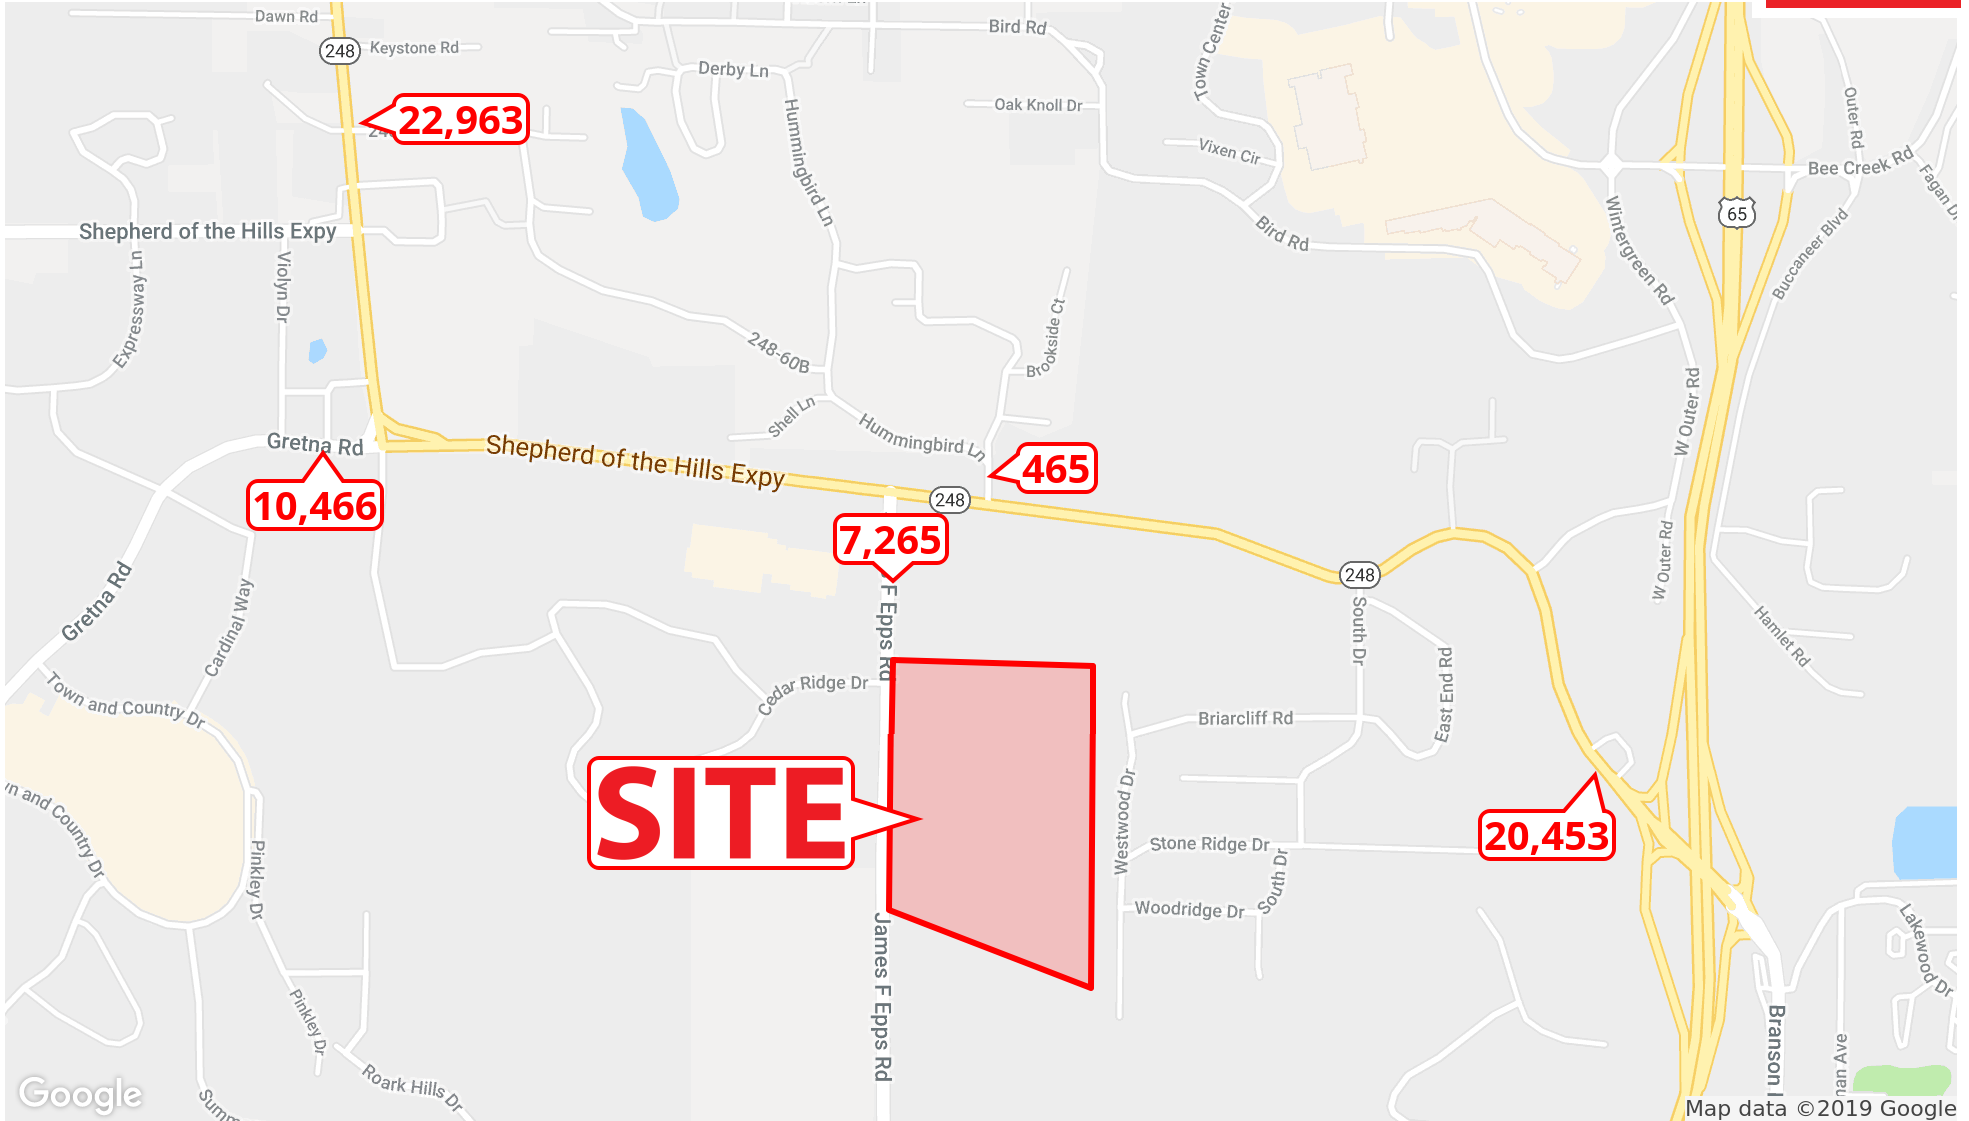 Dawn Rd
248
Keystone Rd
Derby Ln
Bird Rd
Town Center
Oak Knoll Dr
Vixen Cir
Outer Rd
Bee Creek Rd
Fagan Dr
22,963
Hummingbird Ln
65
Shepherd of the Hills Expy
Bird Rd
Wintergreen Rd
Buccaneer Blvd
Expressway Ln
Violyn Dr
248-60B
Brookside Ct
Shell Ln
Hummingbird Ln
W Outer Rd
Gretna Rd
Shepherd of the Hills Expy
465
248
10,466
7,265
248
W Outer Rd
Gretna Rd
Cardinal Way
F Epps Rd
South Dr
East End Rd
Hamlet Rd
Town and Country Dr
Cedar Ridge Dr
Briarcliff Rd
SITE
Westwood Dr
Stone Ridge Dr
20,453
wn and Country Dr
Pinkley Dr
South Dr
Woodridge Dr
James F Epps Rd
Lakewood Dr
Pinkley Dr
Roark Hills Dr
Branson
Google
Map data ©2019 Google